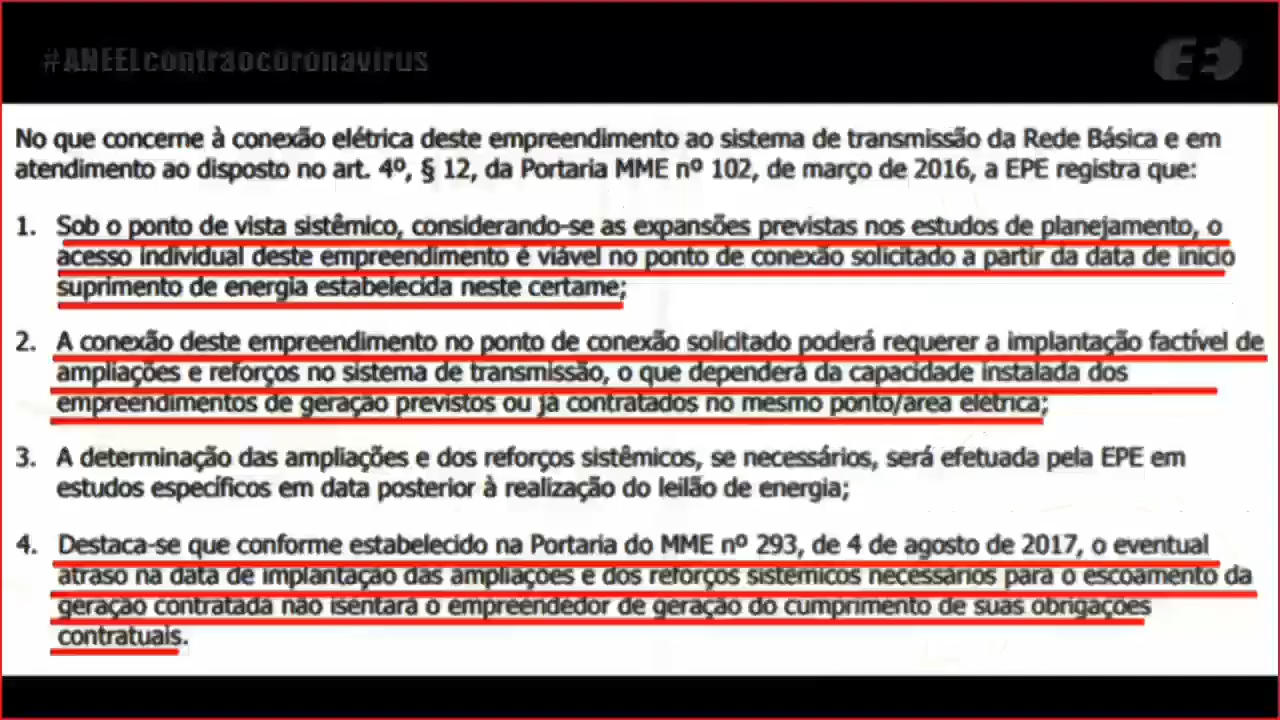 #ANEELcontraocoronavirus
No que concerne à conexão elétrica deste empreendimento ao sistema de transmissão da Rede Básica e em
atendimento ao disposto no art. 4º, § 12, da Portaria MME nº 102, de março de 2016, a EPE registra que:
1. Sob o ponto de vista sistêmico, considerando-se as expansões previstas nos estudos de planejamento, o
acesso individual deste empreendimento é viável no ponto de conexão solicitado a partir da data de início
suprimento de energia estabelecida neste certame;
2. A conexão deste empreendimento no ponto de conexão solicitado poderá requerer a implantação factível de
ampliações e reforços no sistema de transmissão, o que dependerá da capacidade instalada dos
empreendimentos de geração previstos ou já contratados no mesmo ponto/área elétrica;
3. A determinação das ampliações e dos reforços sistêmicos, se necessários, será efetuada pela EPE em
estudos específicos em data posterior à realização do leilão de energia;
4. Destaca-se que conforme estabelecido na Portaria do MME nº 293, de 4 de agosto de 2017, o eventual
atraso na data de implantação das ampliações e dos reforços sistêmicos necessários para o escoamento da
geração contratada não isentará o empreendedor de geração do cumprimento de suas obrigações
contratuais.